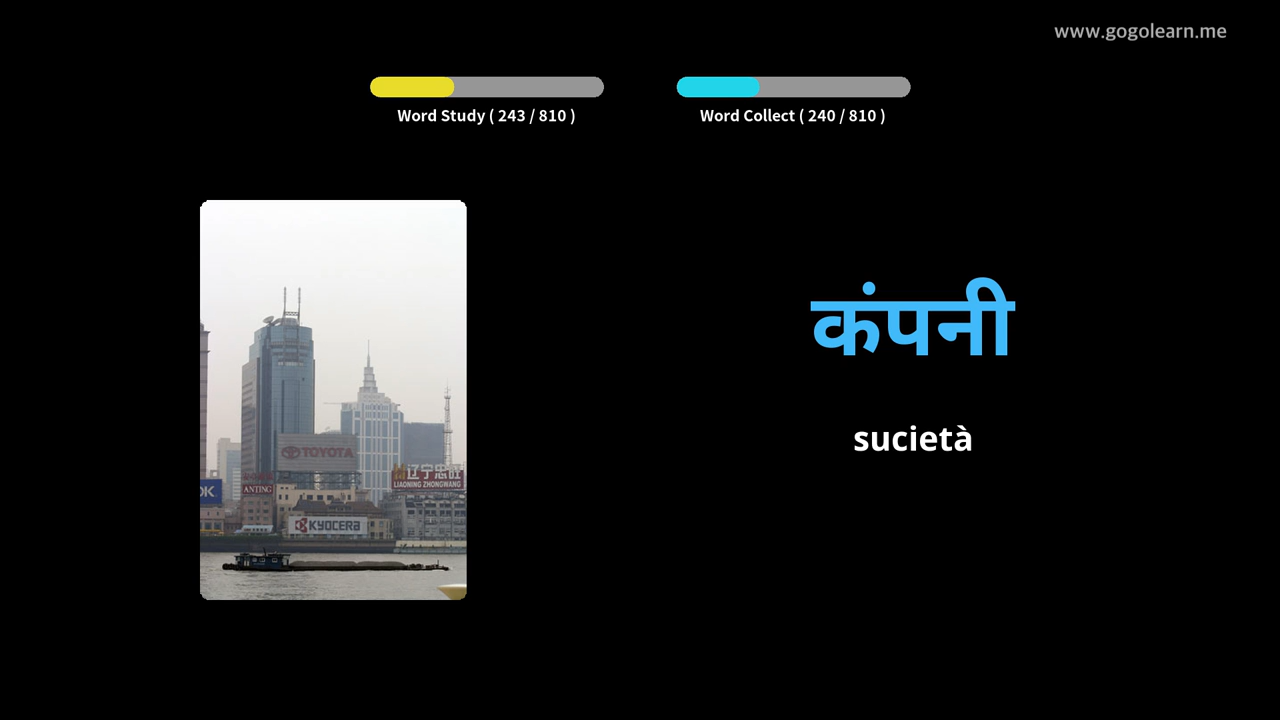 www.gogolearn.me
Word Study ( 243 / 810 )
Word Collect ( 240 / 810 )
कंपनी
sucietà
TOYOTA
辽宁忠旺
LIAONING ZHONGWANG
ANTING
OK
KYOCERA